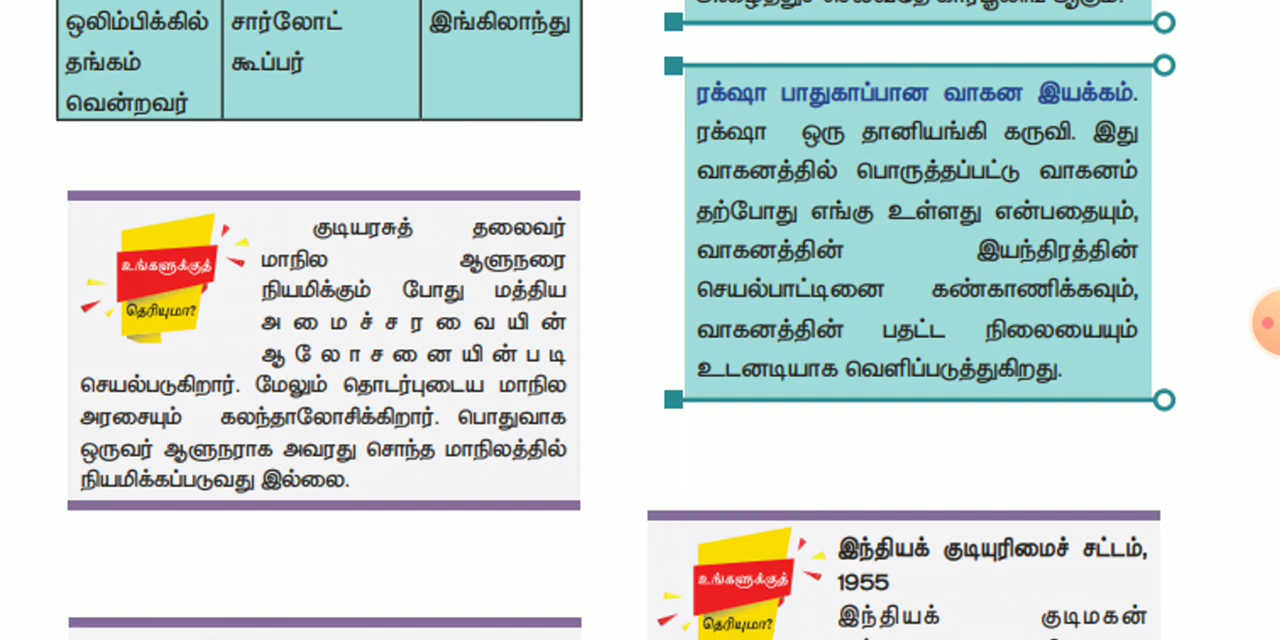 ஒலிம்பிக்கில் சார்லோட் இங்கிலாந்து
தங்கம் கூப்பர்
வென்றவர்
உங்களுக்குத்
தெரியுமா?
குடியரசுத் தலைவர்
மாநில ஆளுநரை
நியமிக்கும் போது மத்திய
அமைச்சரவையின்
ஆலோசனையின்படி
செயல்படுகிறார். மேலும் தொடர்புடைய மாநில
அரசையும் கலந்தாலோசிக்கிறார். பொதுவாக
ஒருவர் ஆளுநராக அவரது சொந்த மாநிலத்தில்
நியமிக்கப்படுவது இல்லை.
ரக்‌ஷா பாதுகாப்பான வாகன இயக்கம்.
ரக்‌ஷா ஒரு தானியங்கி கருவி. இது
வாகனத்தில் பொருத்தப்பட்டு வாகனம்
தற்போது எங்கு உள்ளது என்பதையும்,
வாகனத்தின் இயந்திரத்தின்
செயல்பாட்டினை கண்காணிக்கவும்,
வாகனத்தின் பதட்ட நிலையையும்
உடனடியாக வெளிப்படுத்துகிறது.
உங்களுக்குத்
தெரியுமா?
இந்தியக் குடியுரிமைச் சட்டம்,
1955
இந்தியக் குடிமகன்